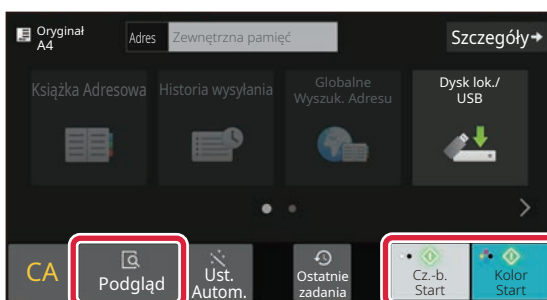 Oryginał
A4
Adres
Zewnętrzna pamięć
Szczegóły
Książka Adresowa
Historia wysyłania
Globalne
Wyszuk. Adresu
Dysk lok./
USB
CA
Podgląd
Ust.
Autom.
Ostatnie
zadania
Cz.-b.
Start
Kolor
Start